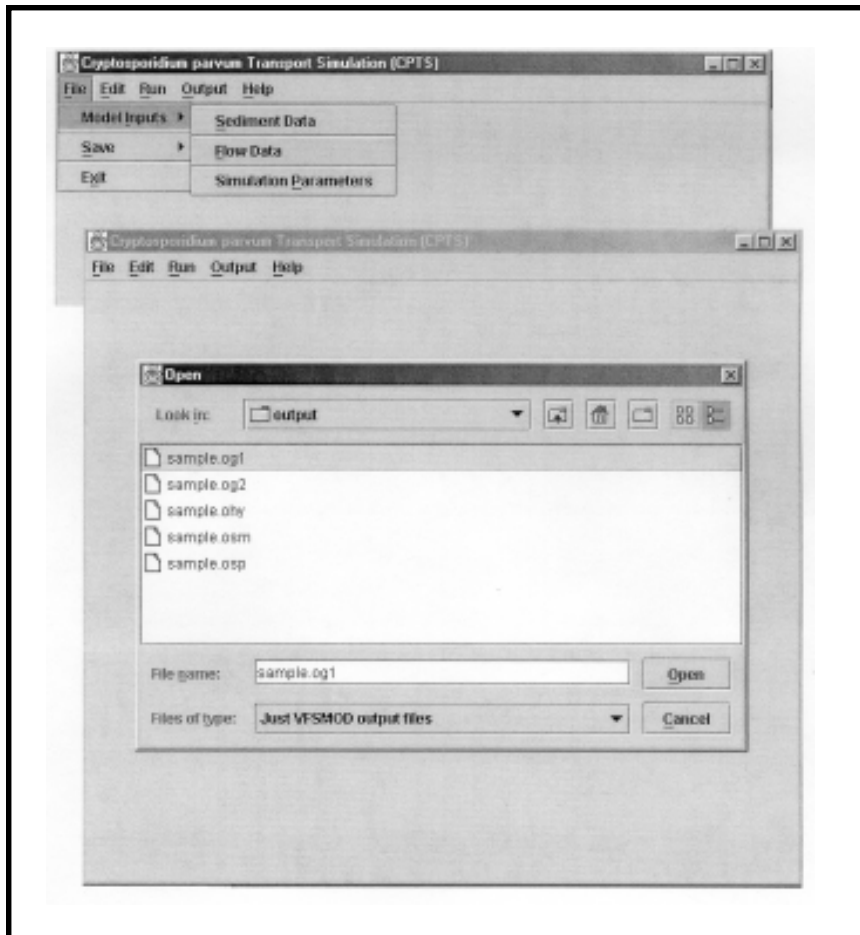 Cryptosporidium parvum Transport Simulation (CPTS)
File Edit Run Output Help
Model Inputs
Sediment Data
Save
Flow Data
Exit
Simulation Parameters
Cryptosporidium parvum Transport Simulation (CPTS)
File Edit Run Output Help
Open
Look in: output
sample.og1
sample.og2
sample.ohy
sample.osm
sample.osp
File name: sample.og1 Open
Files of type: Just VFSMOD output files Cancel